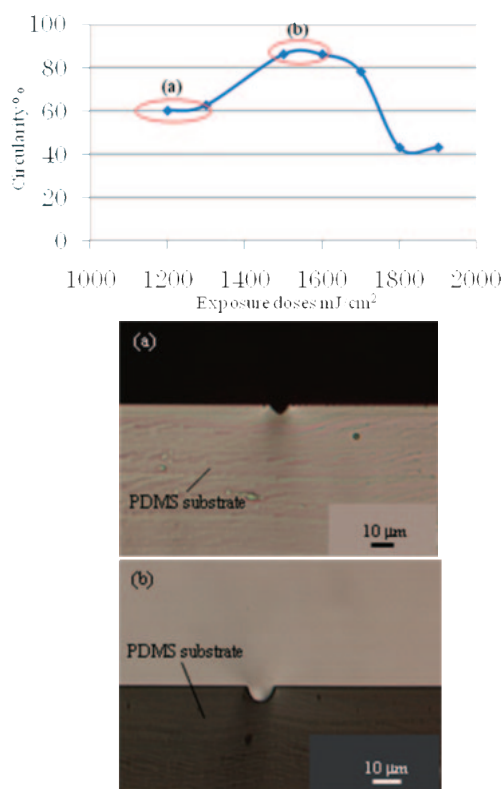 100
80
60
40
20
0
Circularity%
(a)
(b)
1000 1200 1400 1600 1800 2000
Exposure doses mJ·cm²
(a)
PDMS substrate
10 µm
(b)
PDMS substrate
10 µm